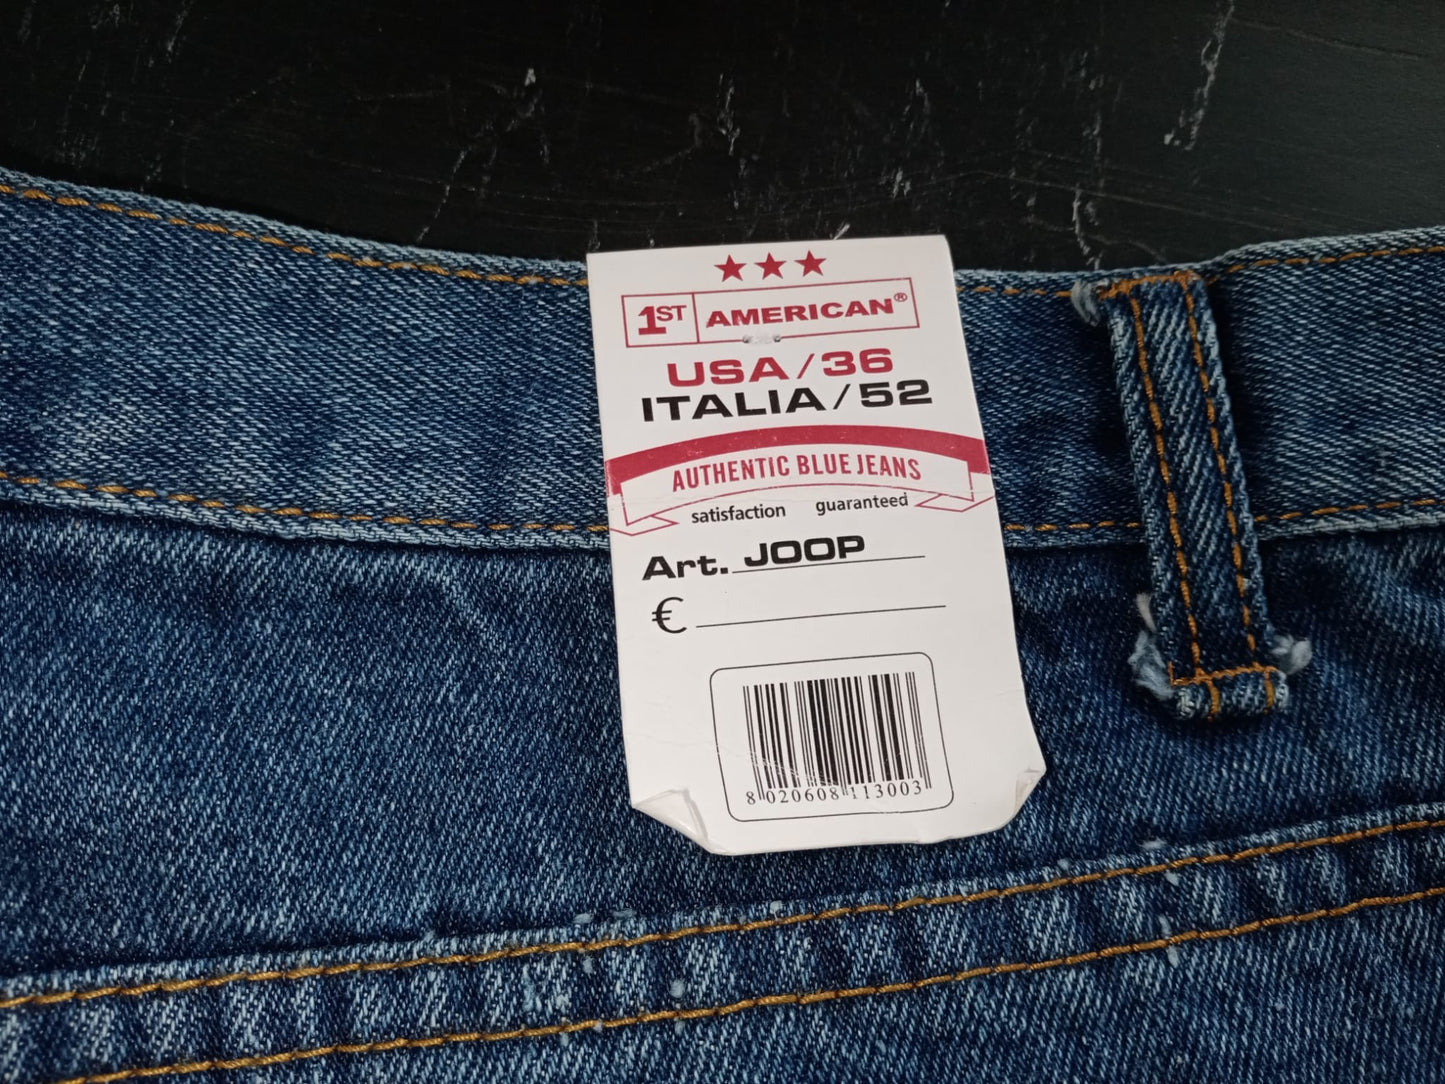 1ST AMERICAN®
USA/36
ITALIA/52
AUTHENTIC BLUE JEANS
satisfaction guaranteed
Art. JOOP
€
8 020608 113003